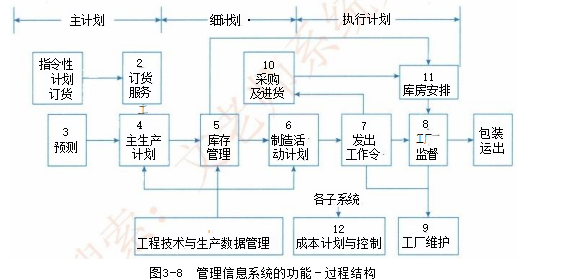 主计划
细计划
执行计划
指令性
计划
订货
2
订货
服务
10
采购
及进货
11
库房安排
工
3
预测
4
主生产
计划
5
库存
管理
6
制造活
动计划
7
发出
工作令
8
工厂
监督
包装
运出
各子系统
工程技术与生产数据管理
12
成本计划与控制
9
工厂维护
图3-8 管理信息系统的功能-过程结构